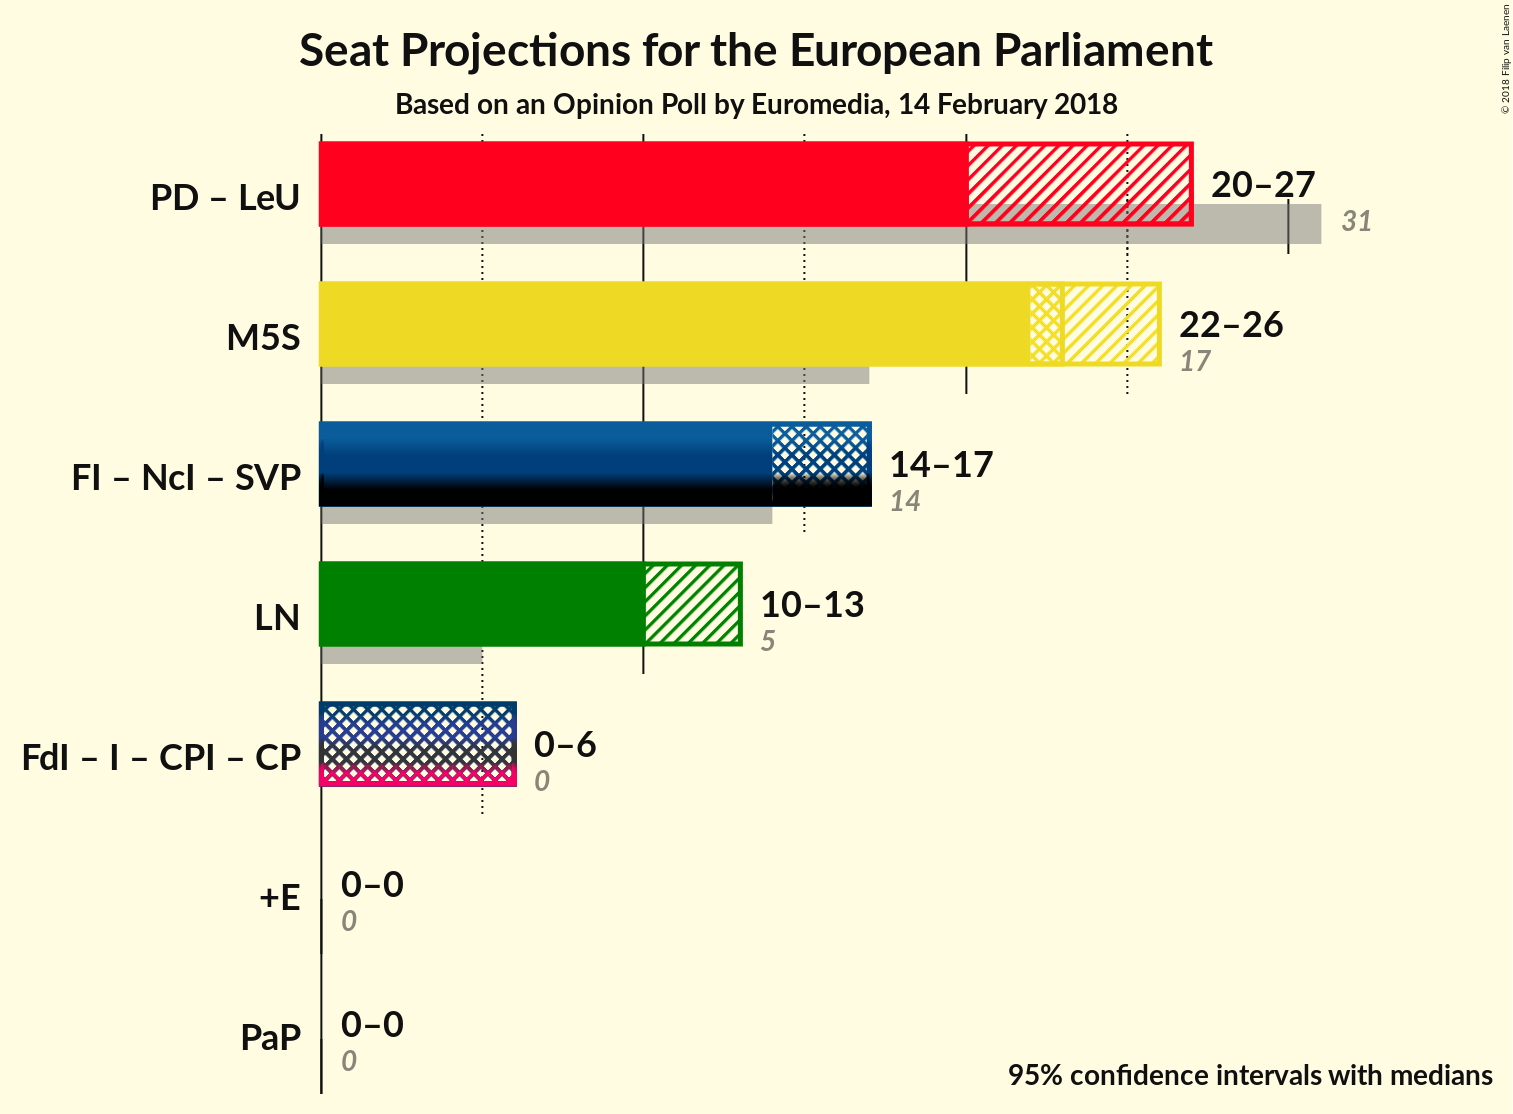 Seat Projections for the European Parliament
Based on an Opinion Poll by Euromedia, 14 February 2018
© 2018 Filip van Laenen
PD – LeU
20–27
31
M5S
22–26
17
FI – NcI – SVP
14–17
14
LN
10–13
5
FdI – I – CPI – CP
0–6
0
+E
0–0
0
PaP
0–0
0
95% confidence intervals with medians